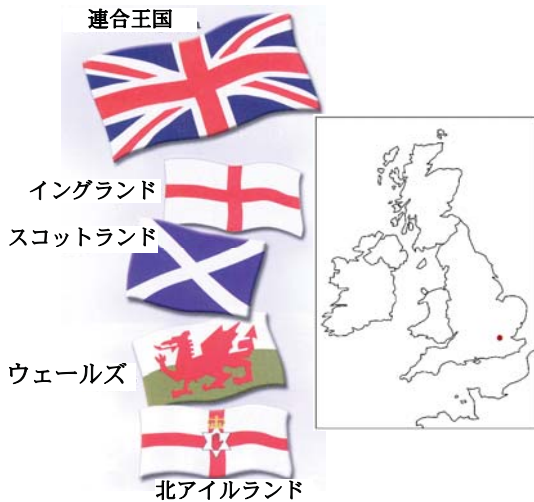 連合王国
イングランド
スコットランド
ウェールズ
北アイルランド